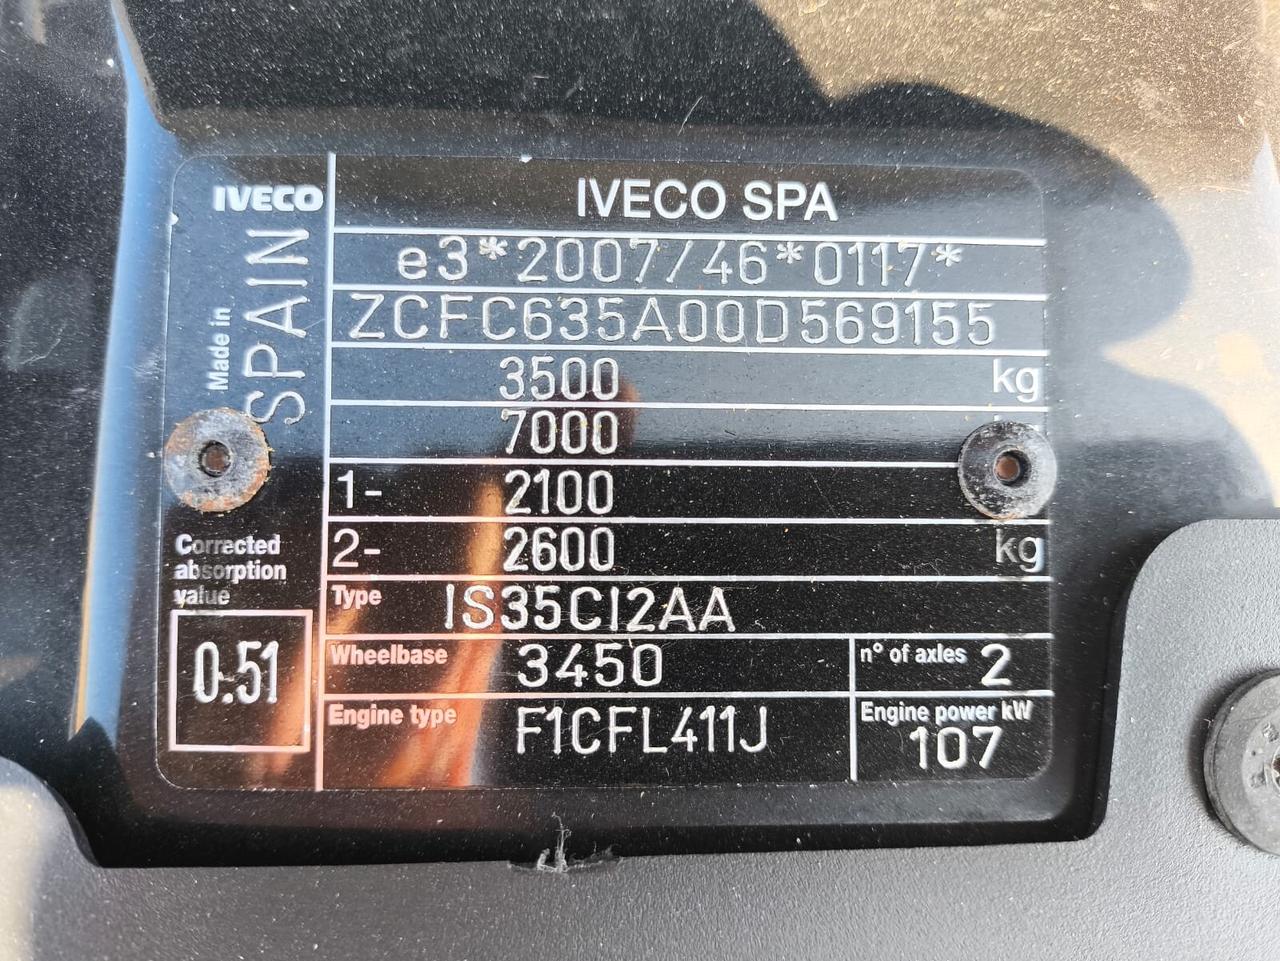 IVECO
IVECO SPA
Made in
SPAIN
e3*2007/46*0117*
ZCFC635A00D569155
3500 kg
7000
1- 2100
2- 2600 kg
Corrected
absorption
value
0.51
Type IS35CI2AA
Wheelbase 3450
n° of axles 2
Engine type F1CFL411J
Engine power kW
107